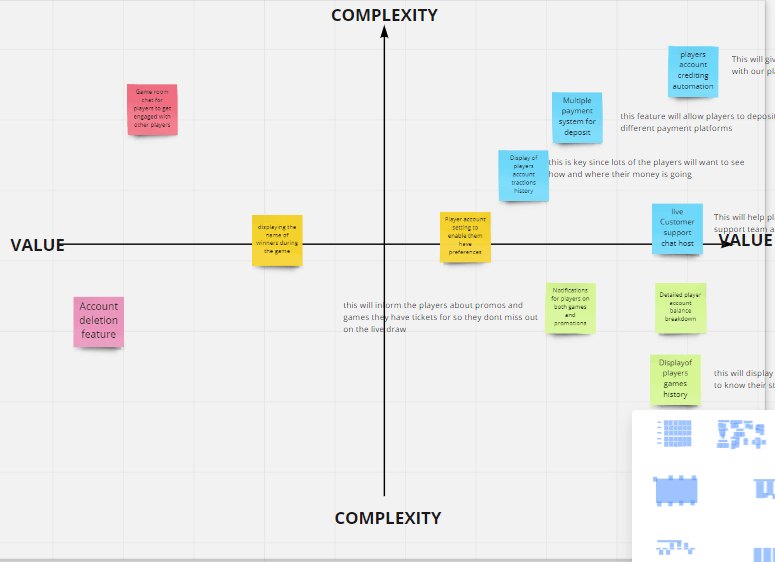 COMPLEXITY
players
account
crediting
automation
This will giv
with our pl
Game room
chat for
players to get
engaged with
other players
Multiple
payment
system for
deposit
this feature will allow players to deposi
different payment platforms
Display of
players
account
tractions
history
this is key since lots of the players will want to see
how and where their money is going
displaying the
name of
winners during
the game
Player account
setting to
enable them
have
preferences
live
Customer
support
chat host
This will help pl
support team a
VALUE
VALUE
Account
deletion
feature
this will inform the players about promos and
games they have tickets for so they dont miss out
on the live draw
Notifications
for players on
both games
and
promotions
Detailed player
account
balance
breakdown
Displayof
players
games
history
this will display
to know their st
COMPLEXITY